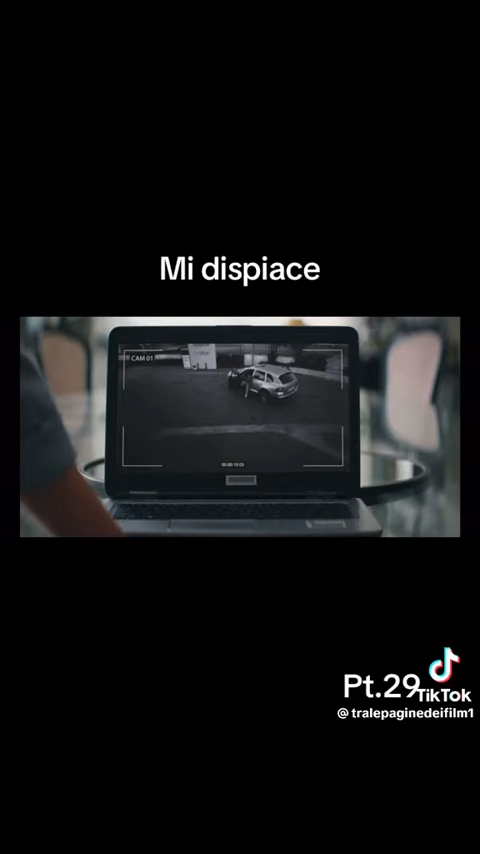 Mi dispiace
CAM 01
Pt.29
TikTok
@ tralepaginedeifilm1